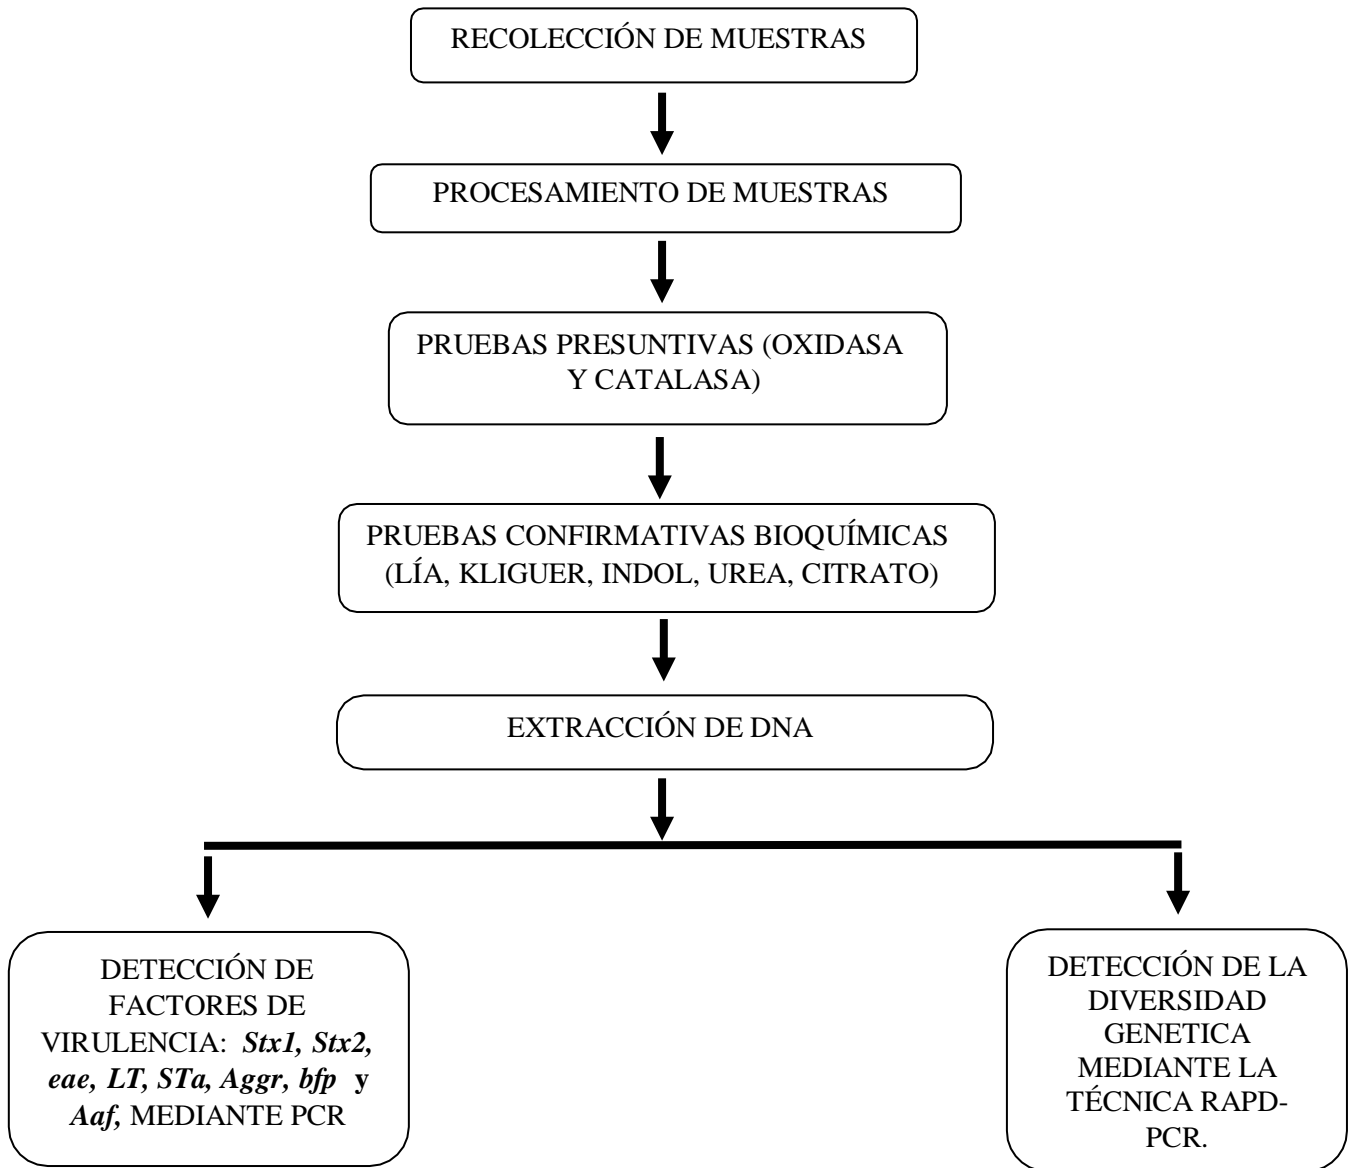 RECOLECCIÓN DE MUESTRAS
PROCESAMIENTO DE MUESTRAS
PRUEBAS PRESUNTIVAS (OXIDASA
Y CATALASA)
PRUEBAS CONFIRMATIVAS BIOQUÍMICAS
(LÍA, KLIGUER, INDOL, UREA, CITRATO)
EXTRACCIÓN DE DNA
DETECCIÓN DE
FACTORES DE
VIRULENCIA: Stx1, Stx2,
eae, LT, STa, Aggr, bfp y
Aaf, MEDIANTE PCR
DETECCIÓN DE LA
DIVERSIDAD
GENETICA
MEDIANTE LA
TÉCNICA RAPD-
PCR.